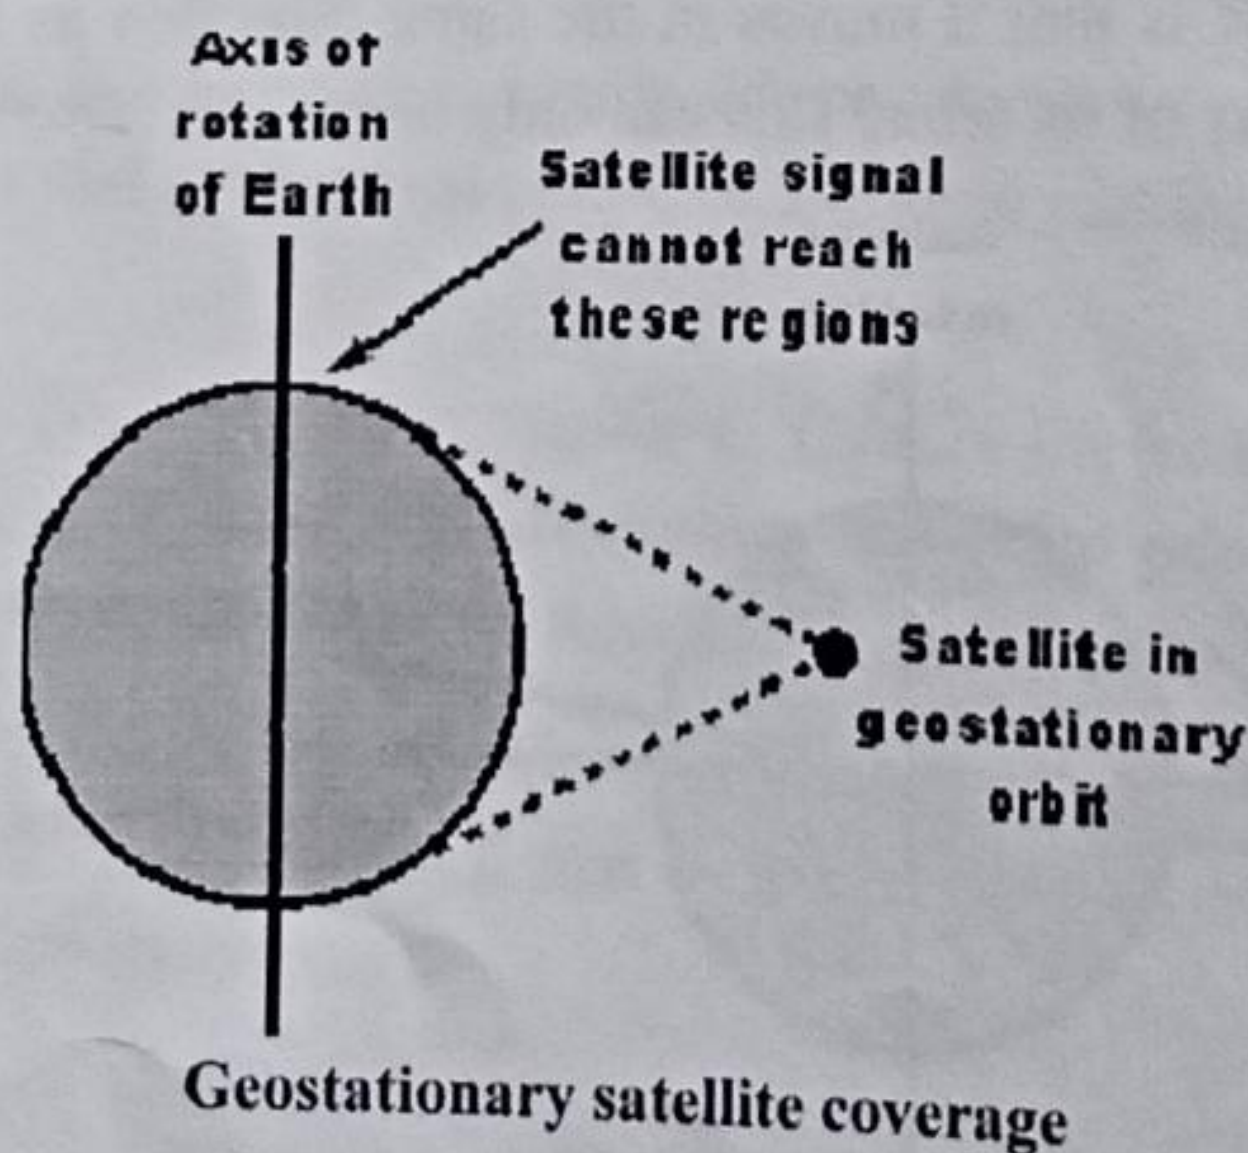 Axis of
rotation
of Earth
Satellite signal
cannot reach
these regions
Satellite in
geostationary
orbit
Geostationary satellite coverage